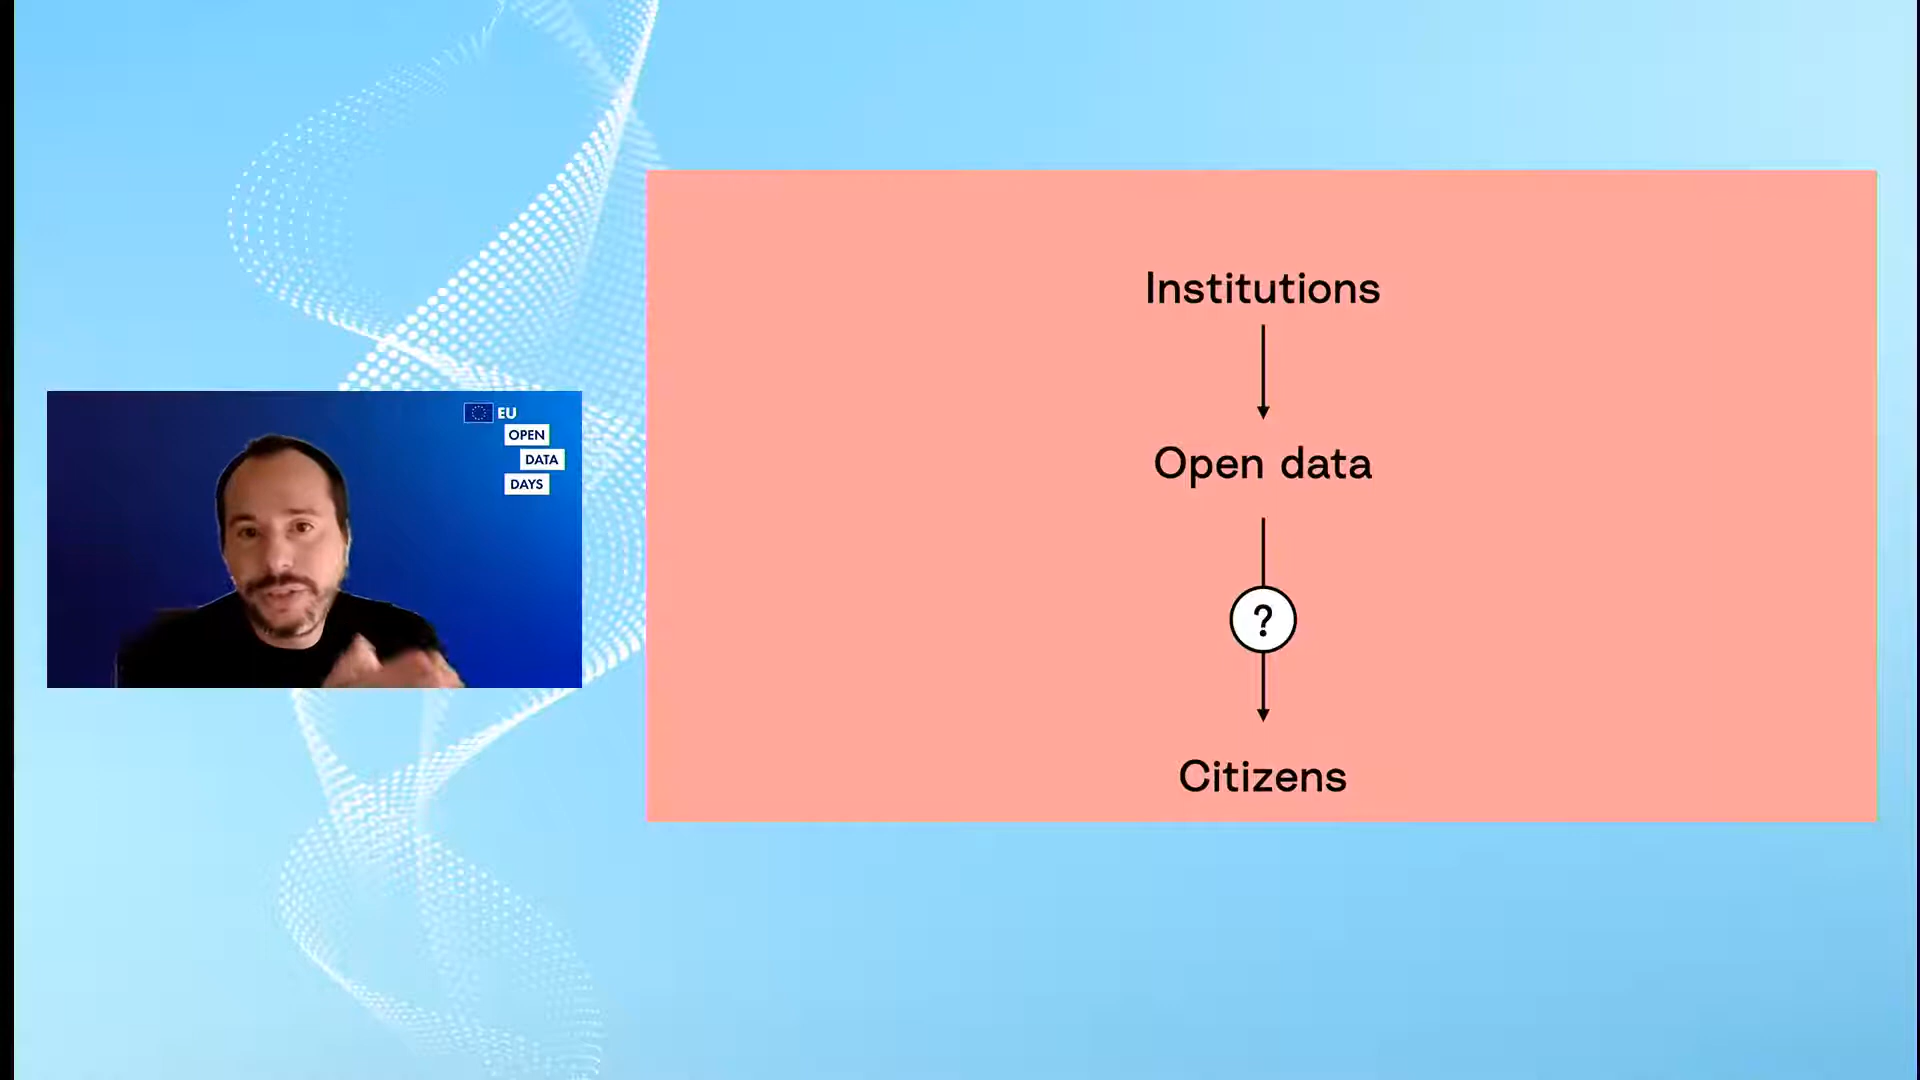 EU
OPEN
DATA
DAYS
Institutions
Open data
?
Citizens